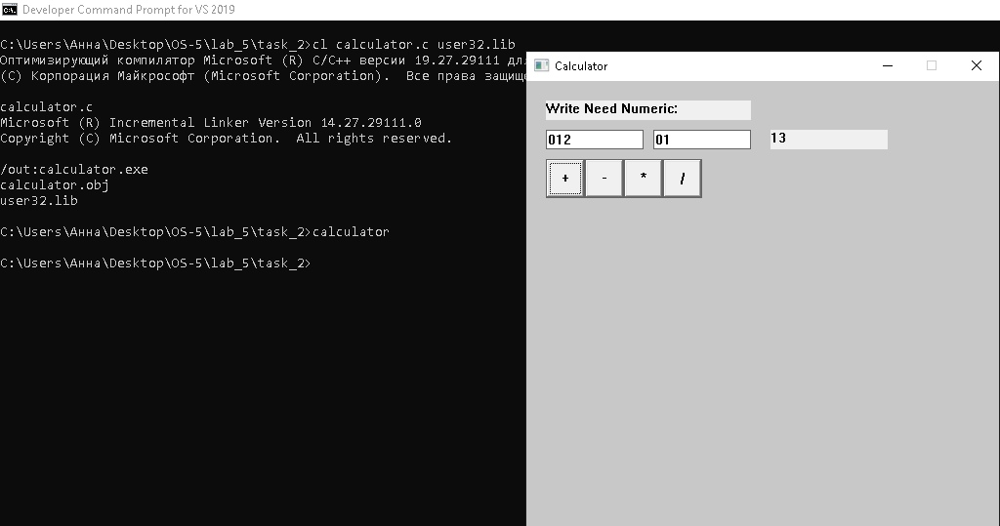 Developer Command Prompt for VS 2019
C:\Users\Анна\Desktop\OS-5\lab_5\task_2>cl calculator.c user32.lib
Оптимизирующий компилятор Microsoft (R) C/C++ версии 19.27.29111
(C) Корпорация Майкрософт (Microsoft Corporation). Все права
calculator.c
Microsoft (R) Incremental Linker Version 14.27.29111.0
Copyright (C) Microsoft Corporation. All rights reserved.
/out:calculator.exe
calculator.obj
user32.lib
C:\Users\Анна\Desktop\OS-5\lab_5\task_2>calculator
C:\Users\Анна\Desktop\OS-5\lab_5\task_2>
Calculator
Write Need Numeric:
012 01 13
+ - * /